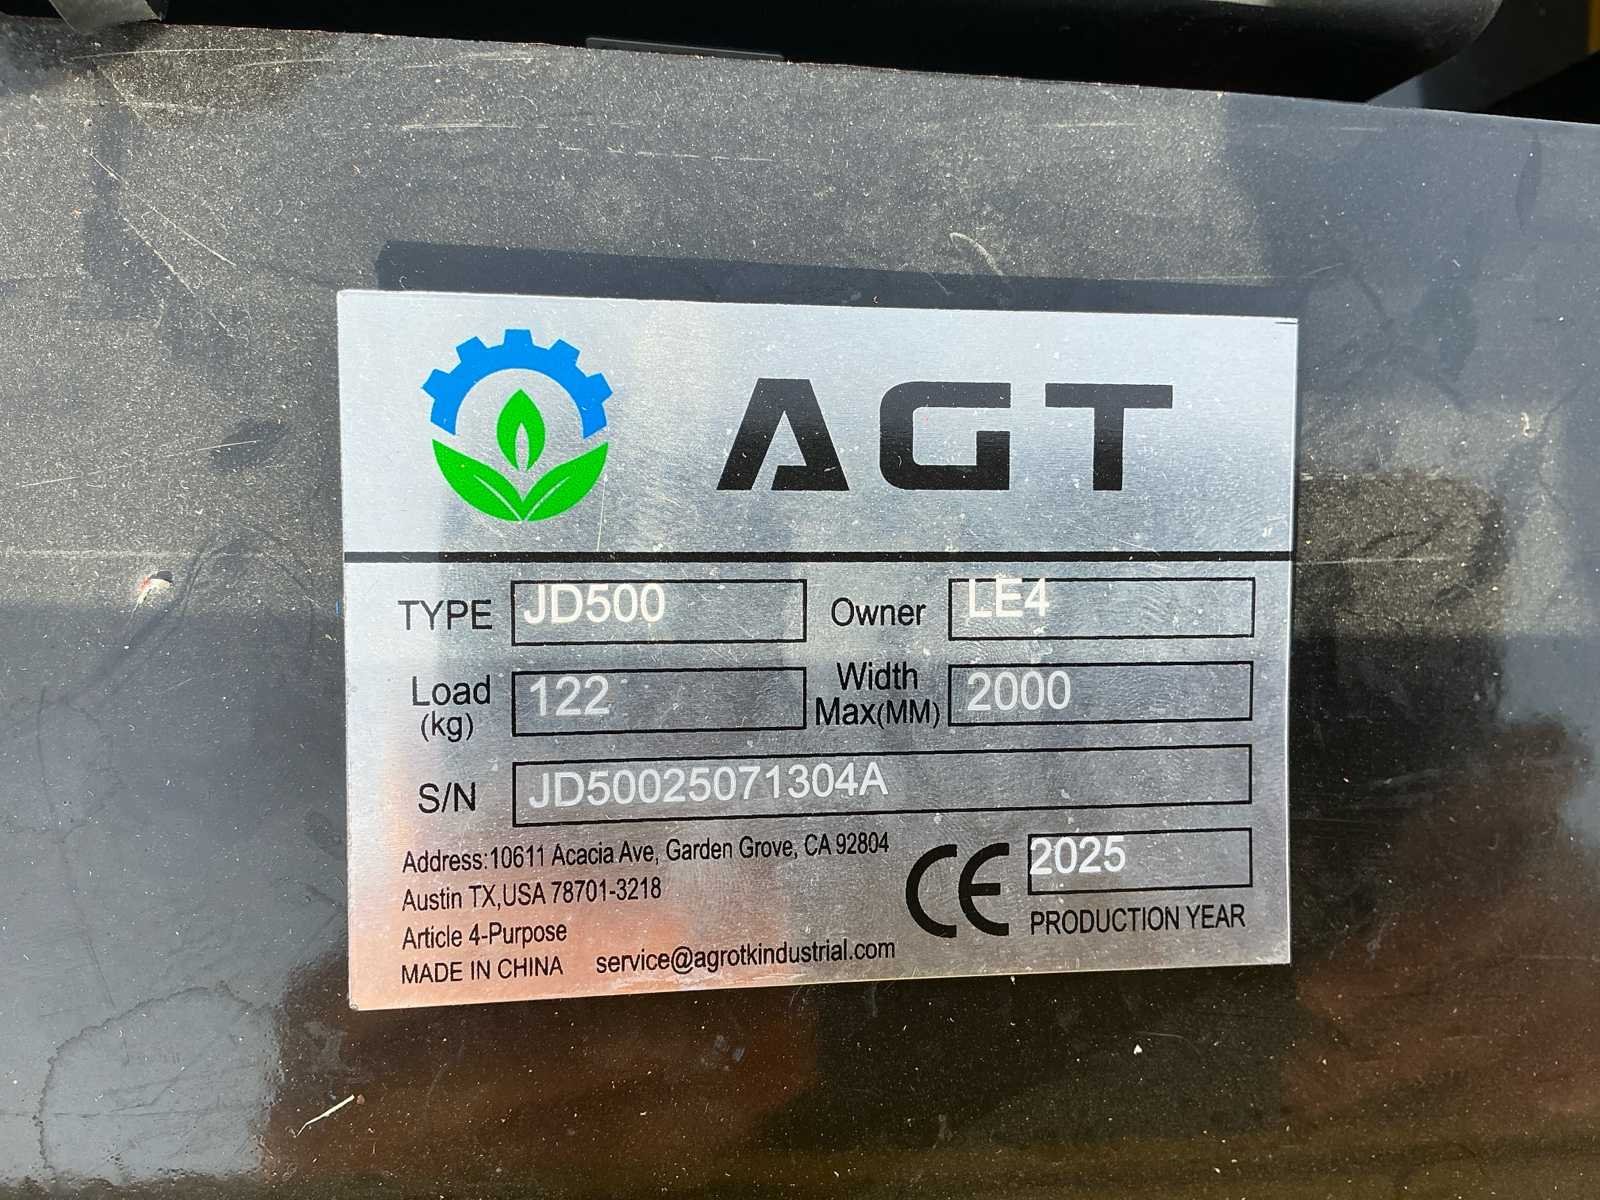 AGT
TYPE JD500 Owner LE4
Load (kg) 122 Width Max(MM) 2000
S/N JD50025071304A
Address:10611 Acacia Ave, Garden Grove, CA 92804
Austin TX,USA 78701-3218
Article 4-Purpose
MADE IN CHINA service@agrotkindustrial.com
CE 2025
PRODUCTION YEAR